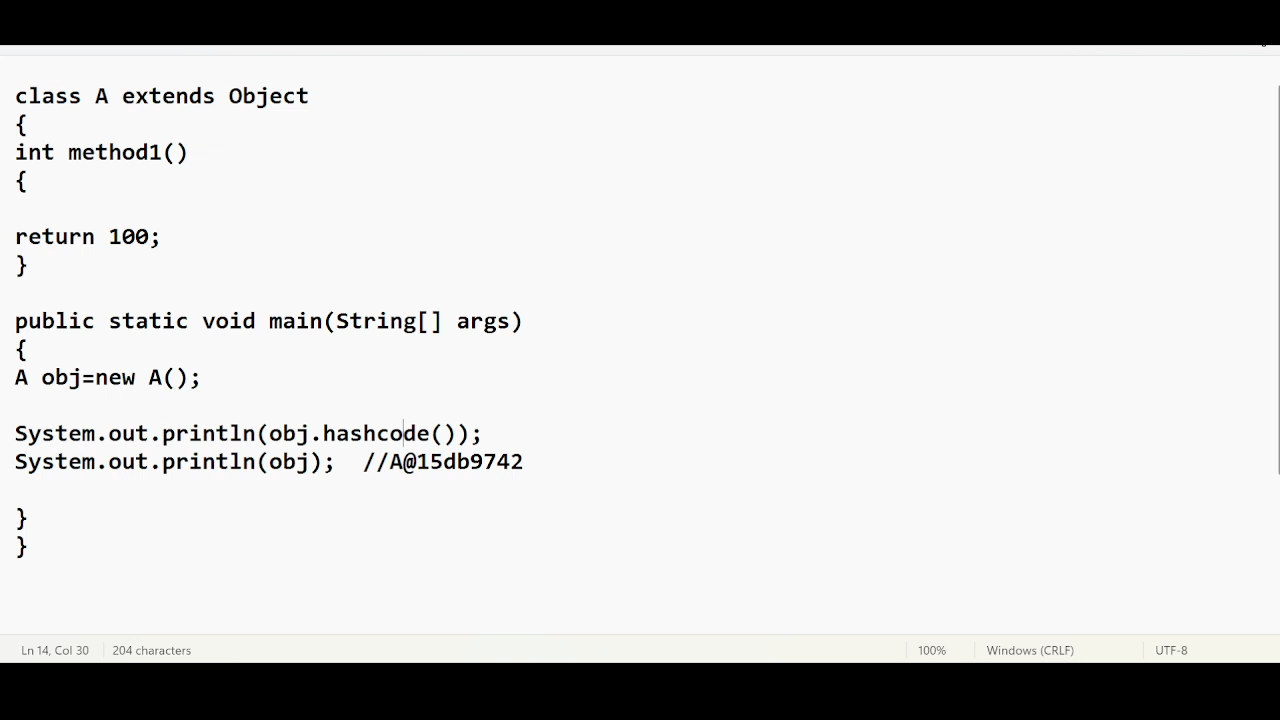 class A extends Object
{
int method1()
{
return 100;
}
public static void main(String[] args)
{
A obj=new A();
System.out.println(obj.hashcode());
System.out.println(obj);  //A@15db9742
}
}
Ln 14, Col 30 204 characters 100% Windows (CRLF) UTF-8